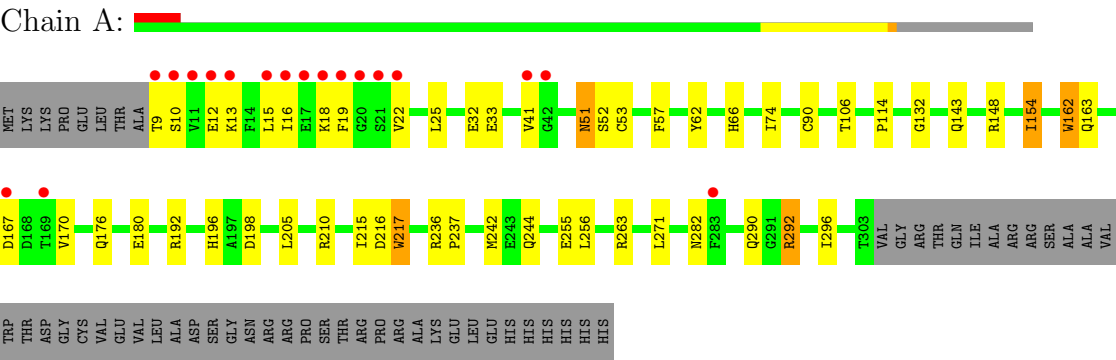 Chain A:
MET LYS LYS PRO GLU LEU THR ALA T9 S10 V11 E12 K13 F14 L15 I16 E17 K18 F19 G20 S21 V22 L25 E32 E33 V41 G42 N51 S52 C53 F57 Y62 H66 I74 C90 T106 P114 G132 Q143 R148 I154 W162 Q163
D167 D168 T169 V170 Q176 E180 R192 H196 A197 D198 L205 R210 I215 D216 W217 R236 P237 M242 E243 Q244 E255 L256 R263 L271 N282 F283 Q290 G291 R292 I296 T303 VAL GLY ARG THR GLN ILE ALA ARG ARG SER ALA ALA VAL
TRP THR ASP GLY CYS VAL GLU VAL LEU ALA ASP SER GLY ASN ARG ARG PRO SER THR ARG PRO ARG ALA LYS GLU LEU GLU HIS HIS HIS HIS HIS HIS